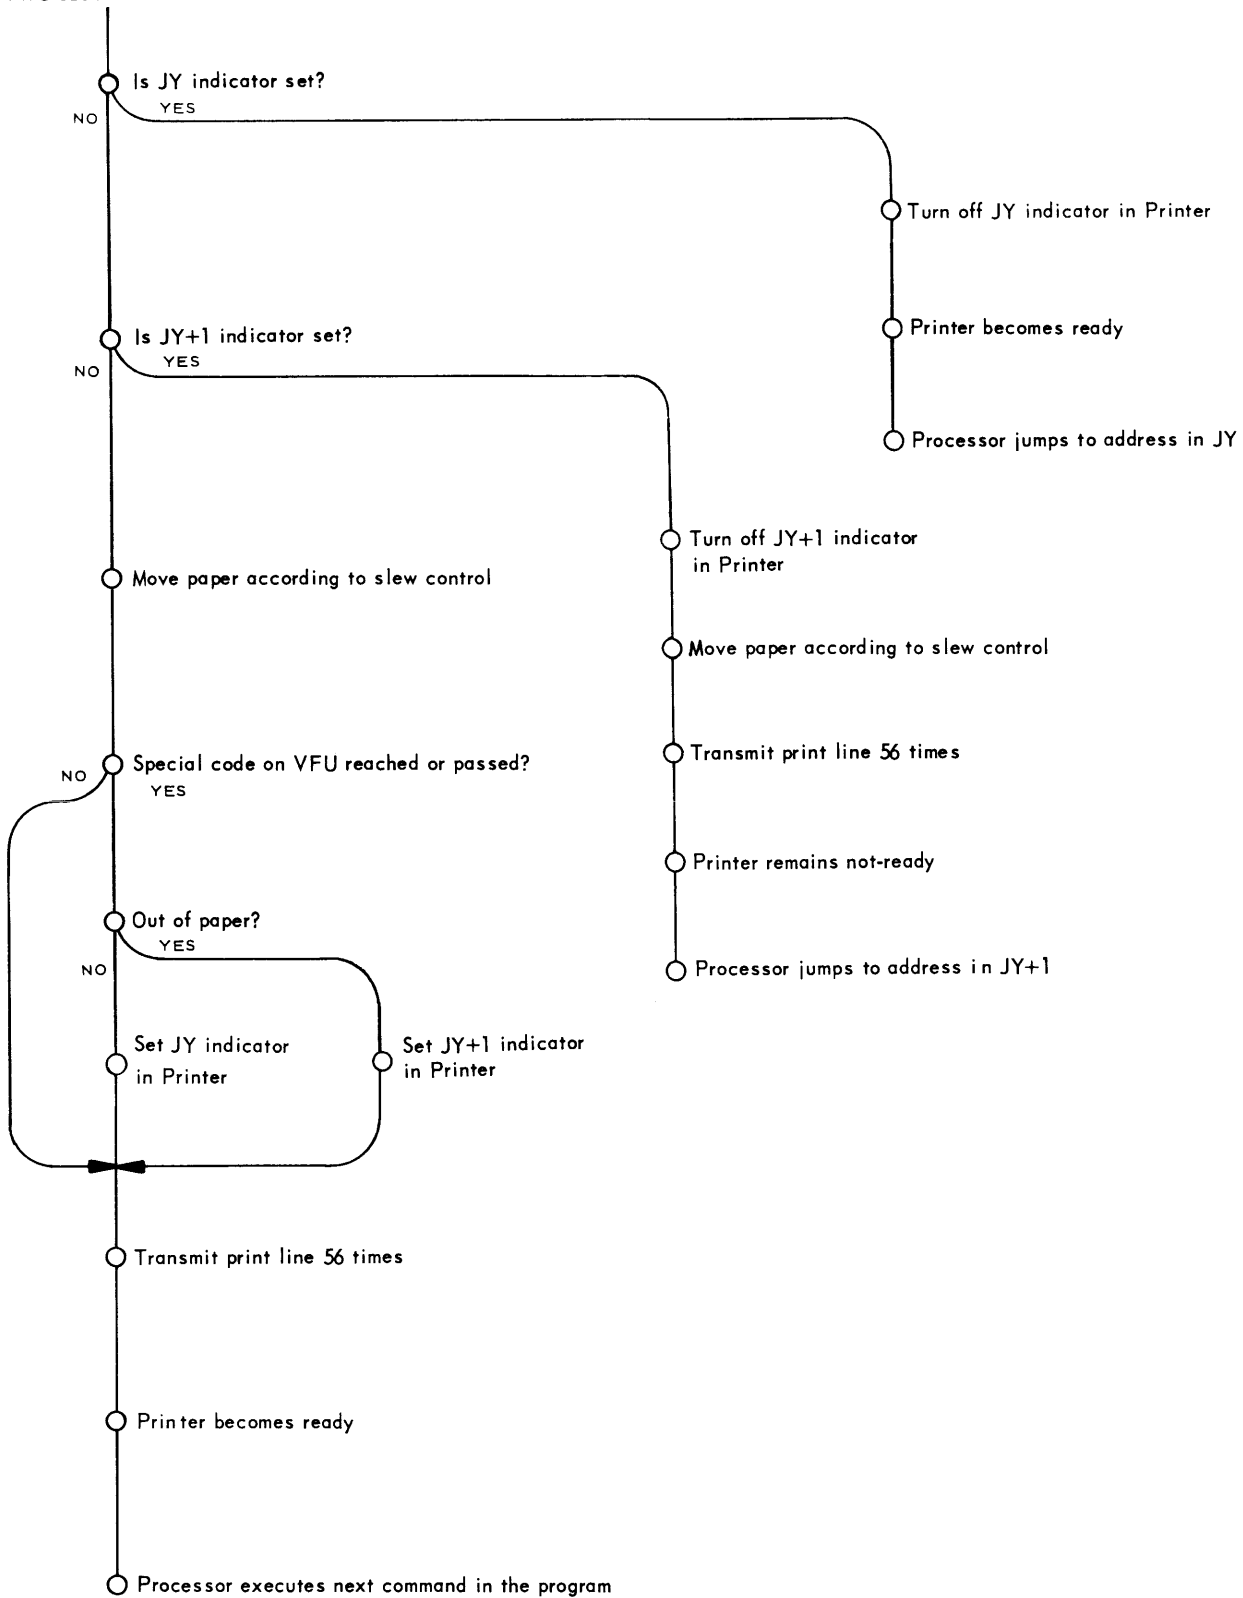 Is JY indicator set?
YES
NO
Turn off JY indicator in Printer
Printer becomes ready
Processor jumps to address in JY
Is JY+1 indicator set?
YES
NO
Turn off JY+1 indicator
in Printer
Move paper according to slew control
Transmit print line 56 times
Printer remains not-ready
Processor jumps to address in JY+1
Move paper according to slew control
Special code on VFU reached or passed?
NO
YES
Out of paper?
YES
NO
Set JY indicator
in Printer
Set JY+1 indicator
in Printer
Transmit print line 56 times
Printer becomes ready
Processor executes next command in the program